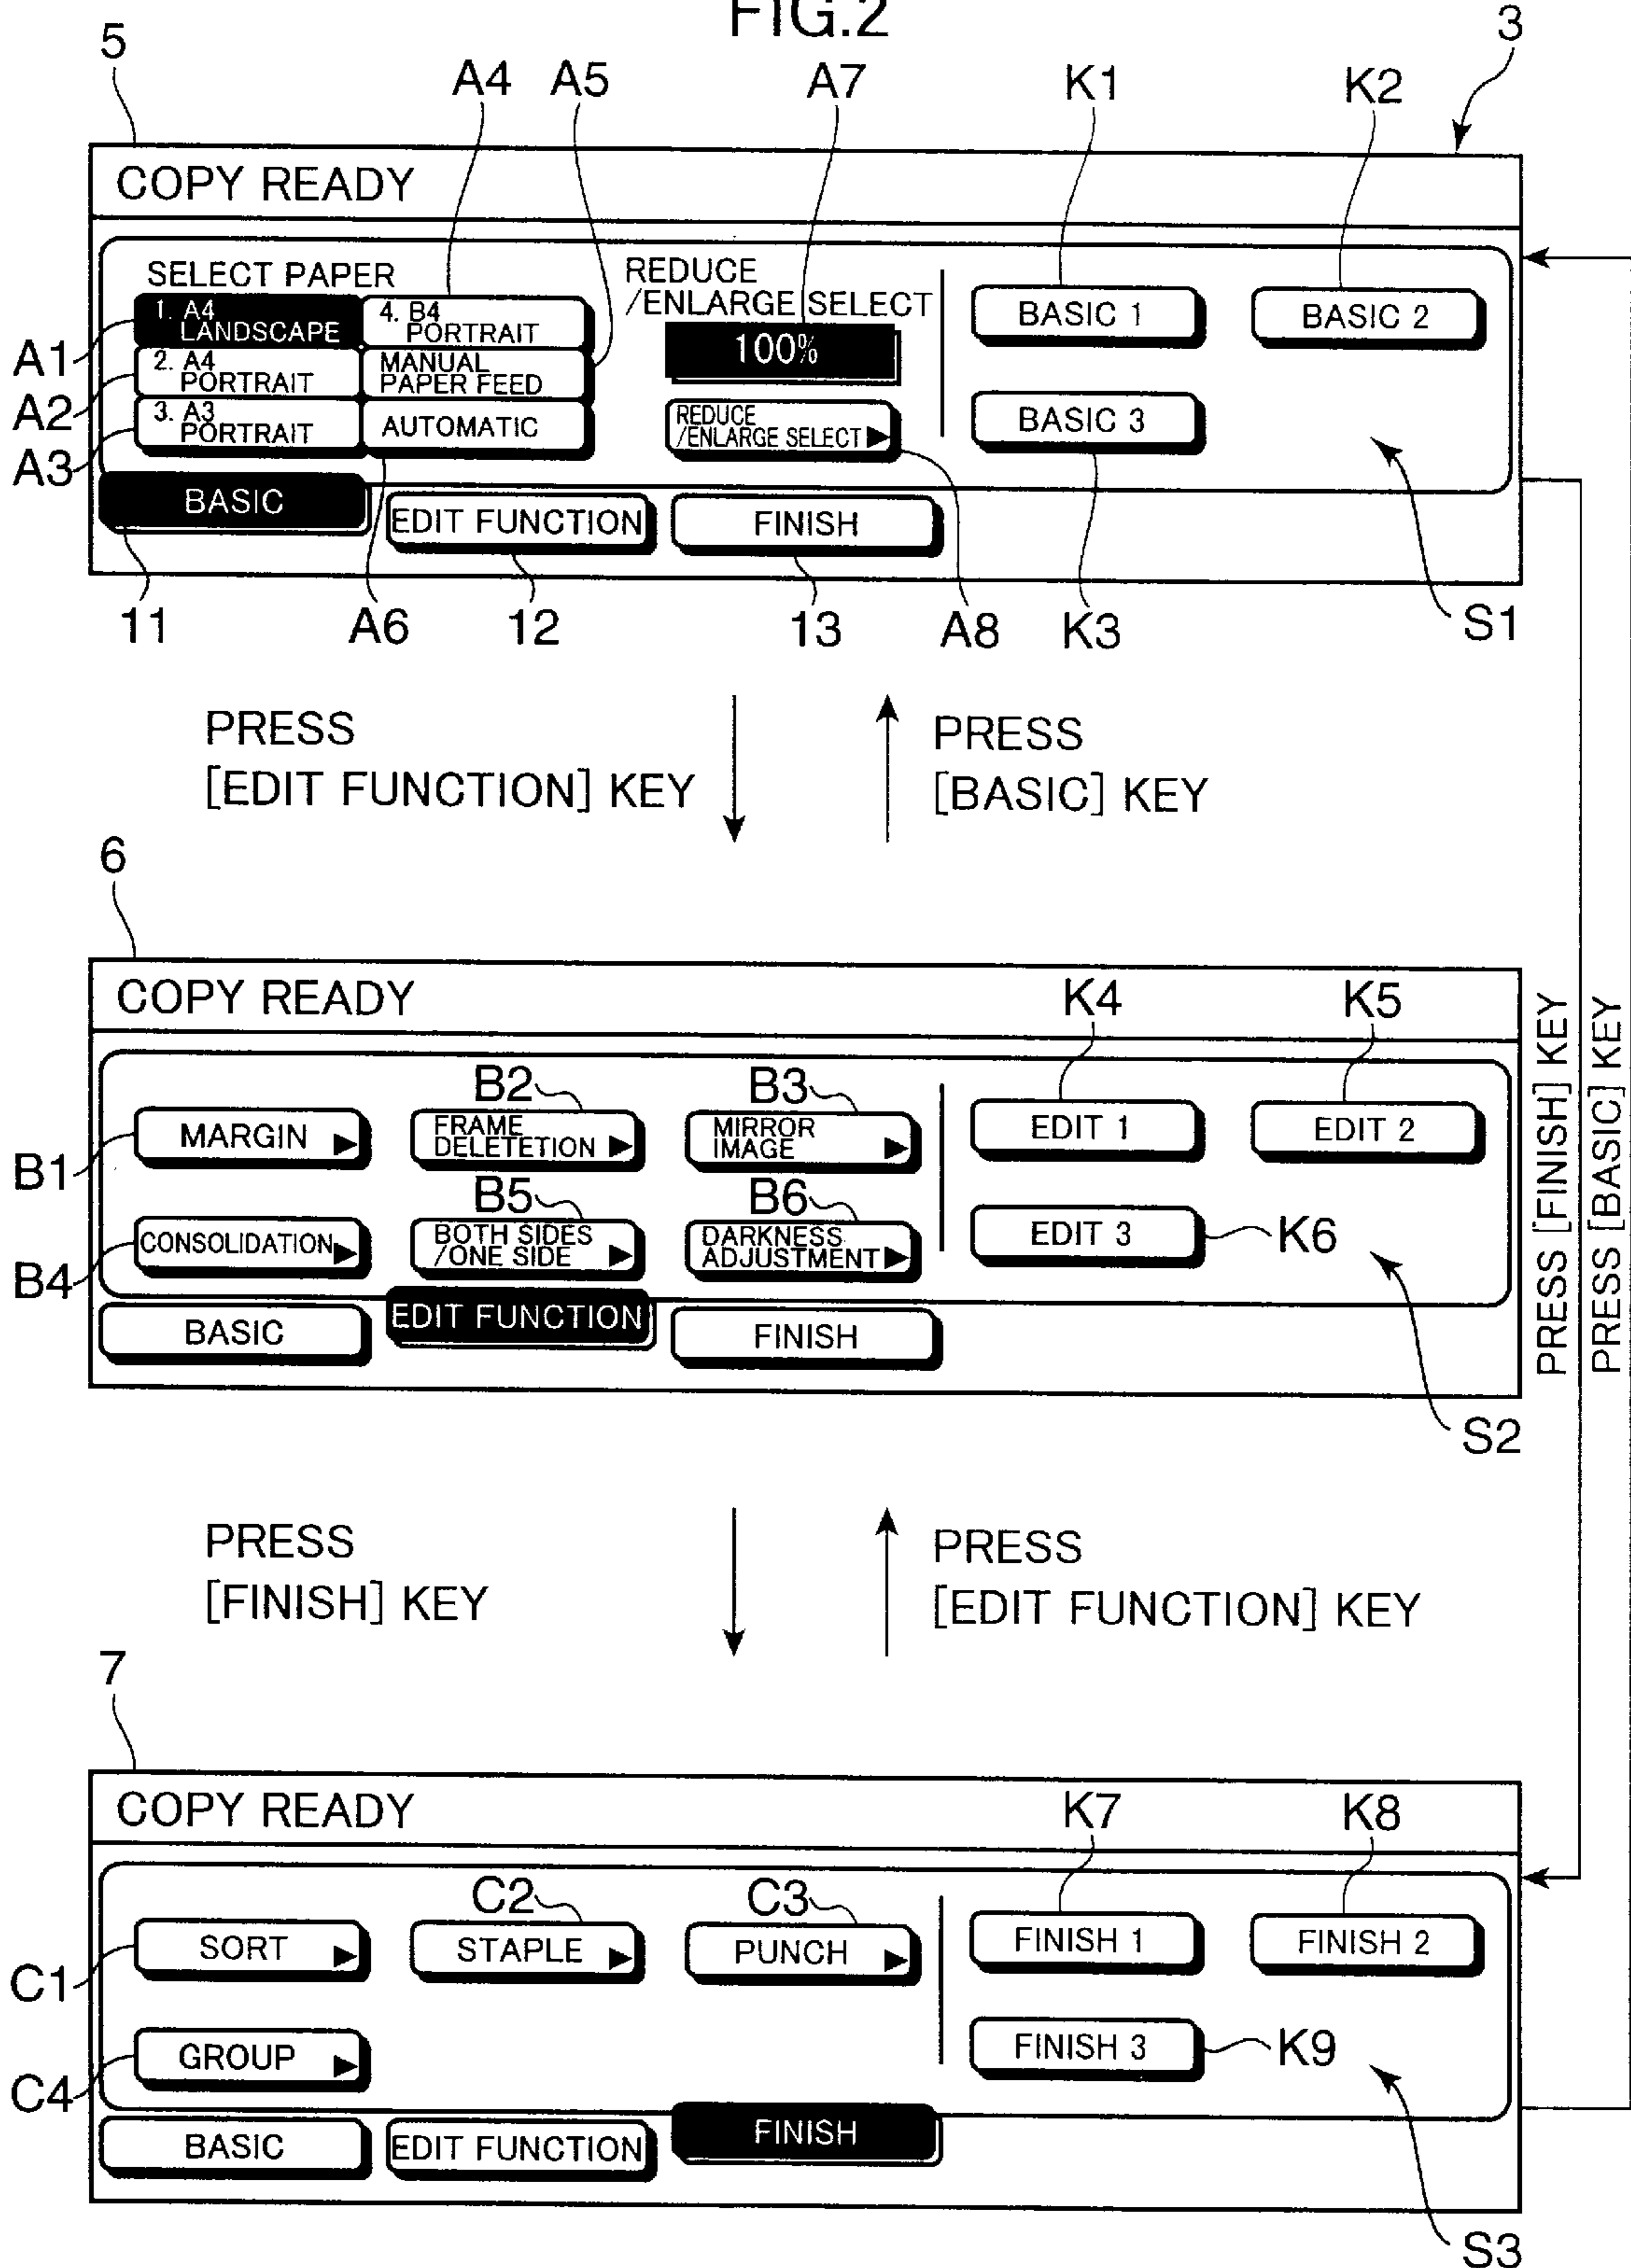 FIG.2
5
3
A4 A5 A7 K1 K2
COPY READY
SELECT PAPER
REDUCE
/ENLARGE SELECT
1. A4
LANDSCAPE
4. B4
PORTRAIT
100%
BASIC 1
BASIC 2
A1
2. A4
PORTRAIT
MANUAL
PAPER FEED
A2
3. A3
PORTRAIT
AUTOMATIC
REDUCE
/ENLARGE SELECT
BASIC 3
A3
BASIC
EDIT FUNCTION
FINISH
11 A6 12 13 A8 K3 S1
PRESS
[EDIT FUNCTION] KEY
PRESS
[BASIC] KEY
6
COPY READY
K4 K5
B2 B3
MARGIN
FRAME
DELETETION
MIRROR
IMAGE
EDIT 1
EDIT 2
B1
B5 B6
CONSOLIDATION
BOTH SIDES
/ONE SIDE
DARKNESS
ADJUSTMENT
EDIT 3
K6
B4
BASIC
EDIT FUNCTION
FINISH
S2
PRESS [FINISH] KEY
PRESS [BASIC] KEY
PRESS
[FINISH] KEY
PRESS
[EDIT FUNCTION] KEY
7
COPY READY
K7 K8
C2 C3
SORT
STAPLE
PUNCH
FINISH 1
FINISH 2
C1
GROUP
FINISH 3
K9
C4
BASIC
EDIT FUNCTION
FINISH
S3